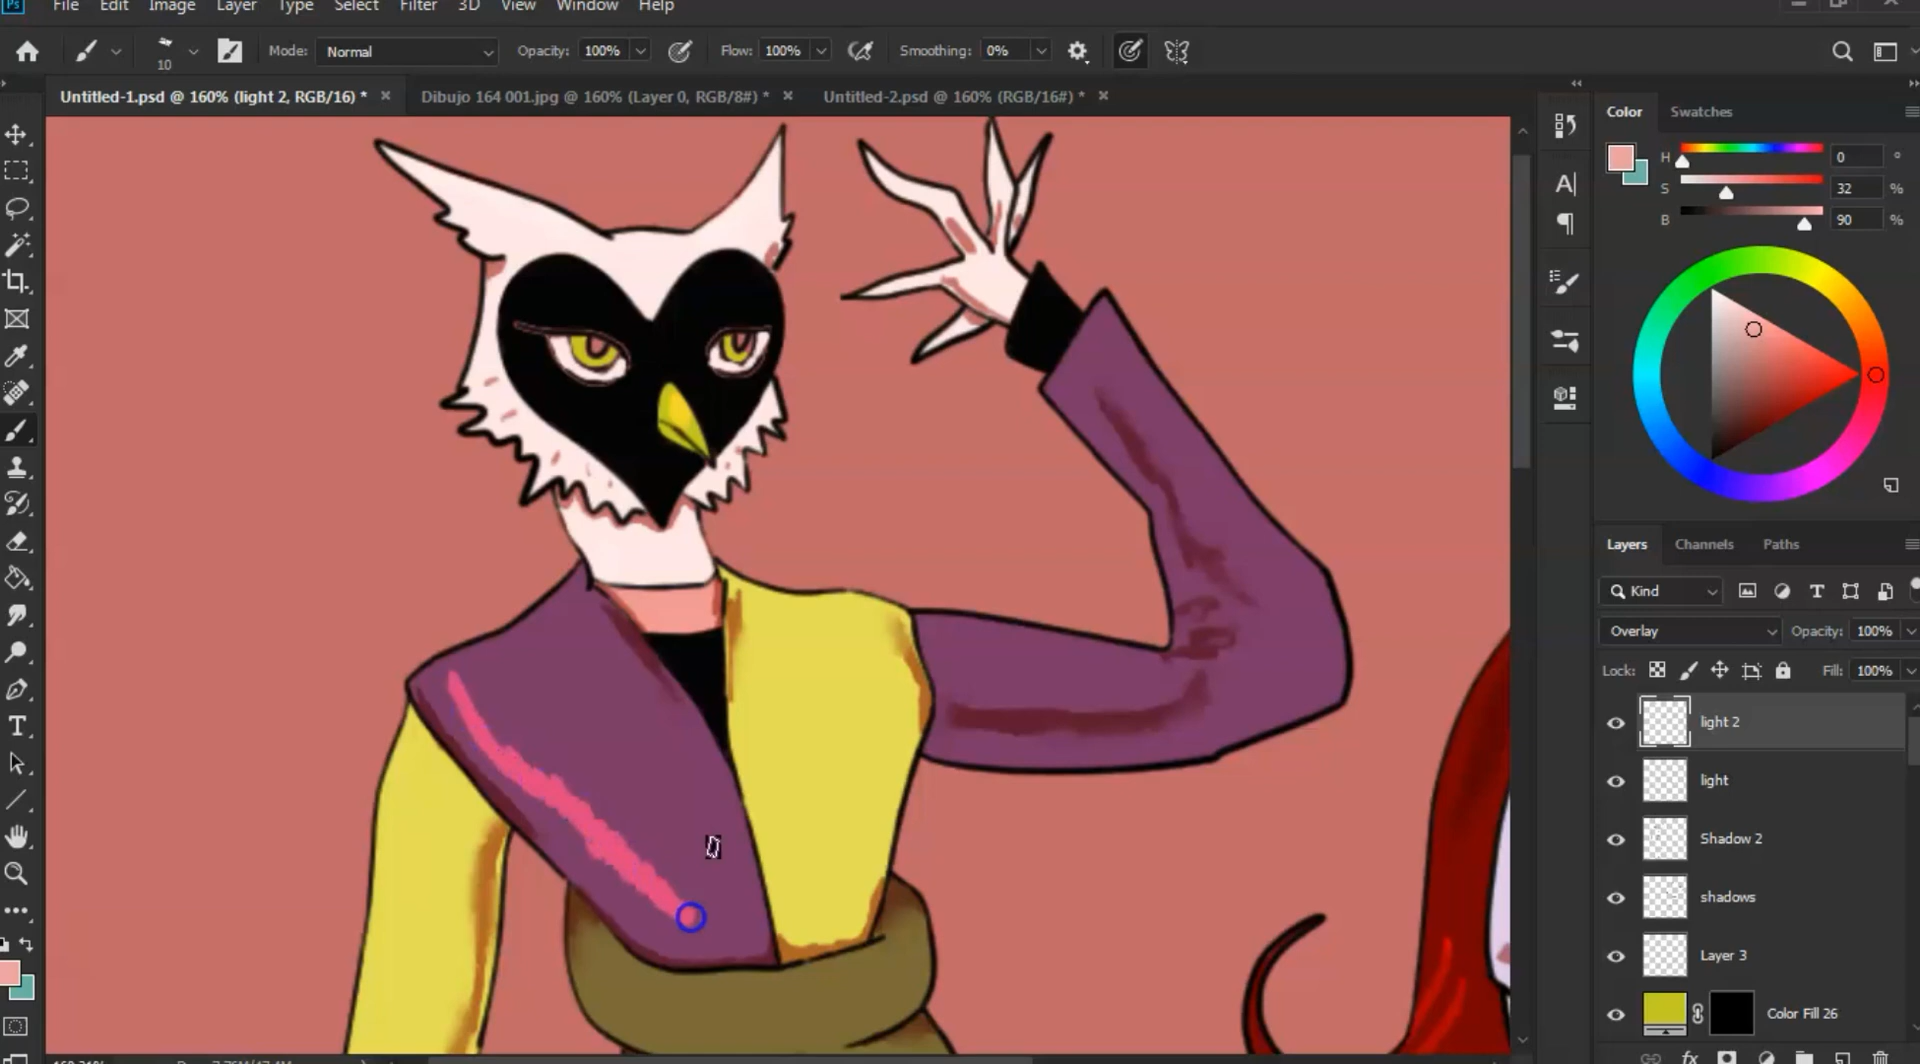 Ps File Edit Image Layer Type Select Filter 3D View Window Help
10 Mode: Normal Opacity: 100% Flow: 100% Smoothing: 0%
Untitled-1.psd @ 160% (light 2, RGB/16) * Dibujo 164 001.jpg @ 160% (Layer 0, RGB/8#) * Untitled-2.psd @ 160% (RGB/16#) *
Color Swatches
H 0 °
S 32 %
B 90 %
Layers Channels Paths
Kind
Overlay Opacity: 100%
Lock: Fill: 100%
light 2
light
Shadow 2
shadows
Layer 3
Color Fill 26
fx